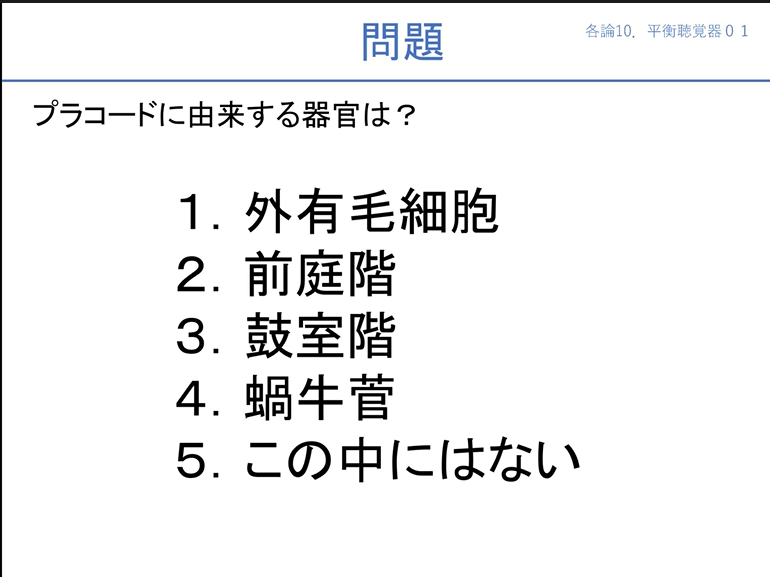 問題
各論10．平衡聴覚器０１
プラコードに由来する器官は？
１．外有毛細胞
２．前庭階
３．鼓室階
４．蝸牛菅
５．この中にはない